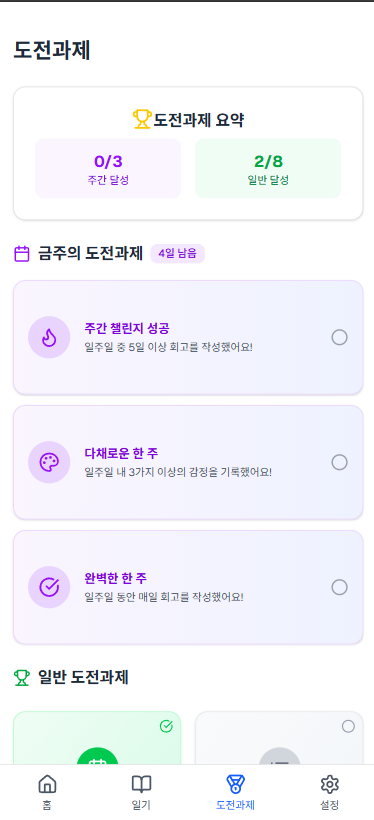 도전과제
도전과제 요약
0/3
주간 달성
2/8
일반 달성
금주의 도전과제
4일 남음
주간 챌린지 성공
일주일 중 5일 이상 회고를 작성했어요!
다채로운 한 주
일주일 내 3가지 이상의 감정을 기록했어요!
완벽한 한 주
일주일 동안 매일 회고를 작성했어요!
일반 도전과제
홈
일기
도전과제
설정